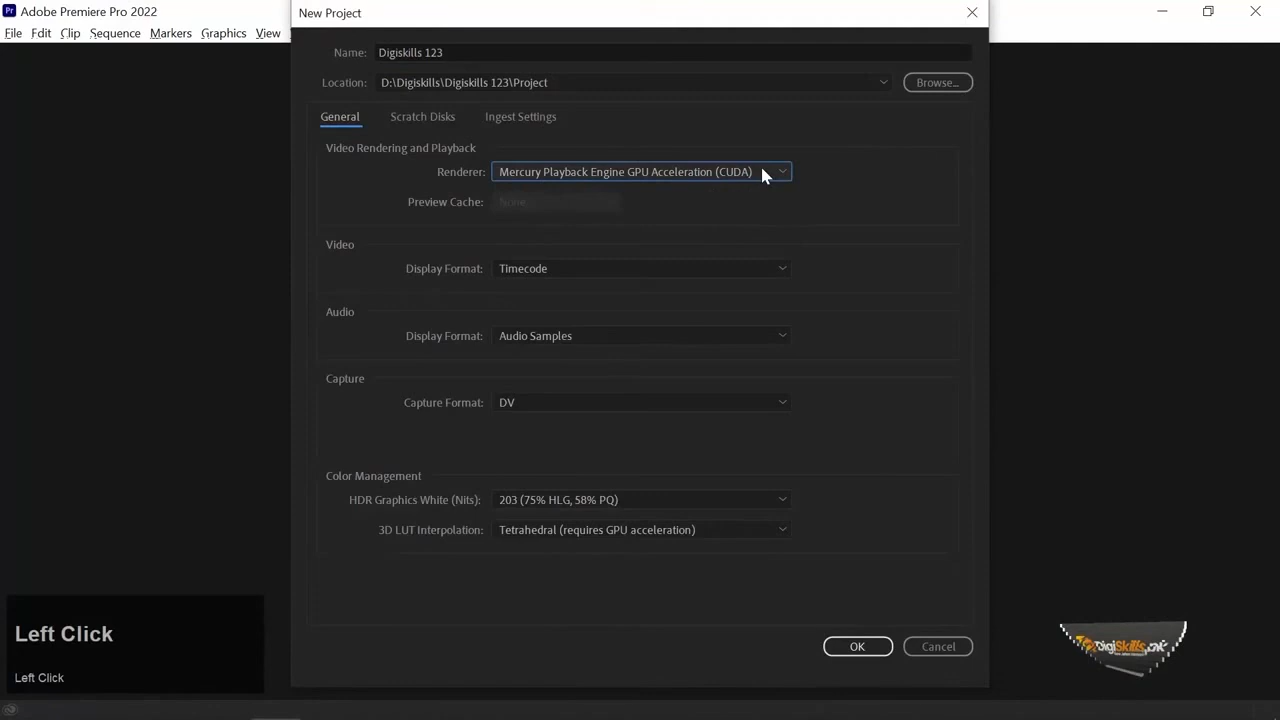 Adobe Premiere Pro 2022
File Edit Clip Sequence Markers Graphics View
New Project
Name: Digiskills 123
Location: D:\Digiskills\Digiskills 123\Project
Browse...
General Scratch Disks Ingest Settings
Video Rendering and Playback
Renderer: Mercury Playback Engine GPU Acceleration (CUDA)
Preview Cache: None
Video
Display Format: Timecode
Audio
Display Format: Audio Samples
Capture
Capture Format: DV
Color Management
HDR Graphics White (Nits): 203 (75% HLG, 58% PQ)
3D LUT Interpolation: Tetrahedral (requires GPU acceleration)
OK Cancel
Left Click
Left Click
DigiSkills